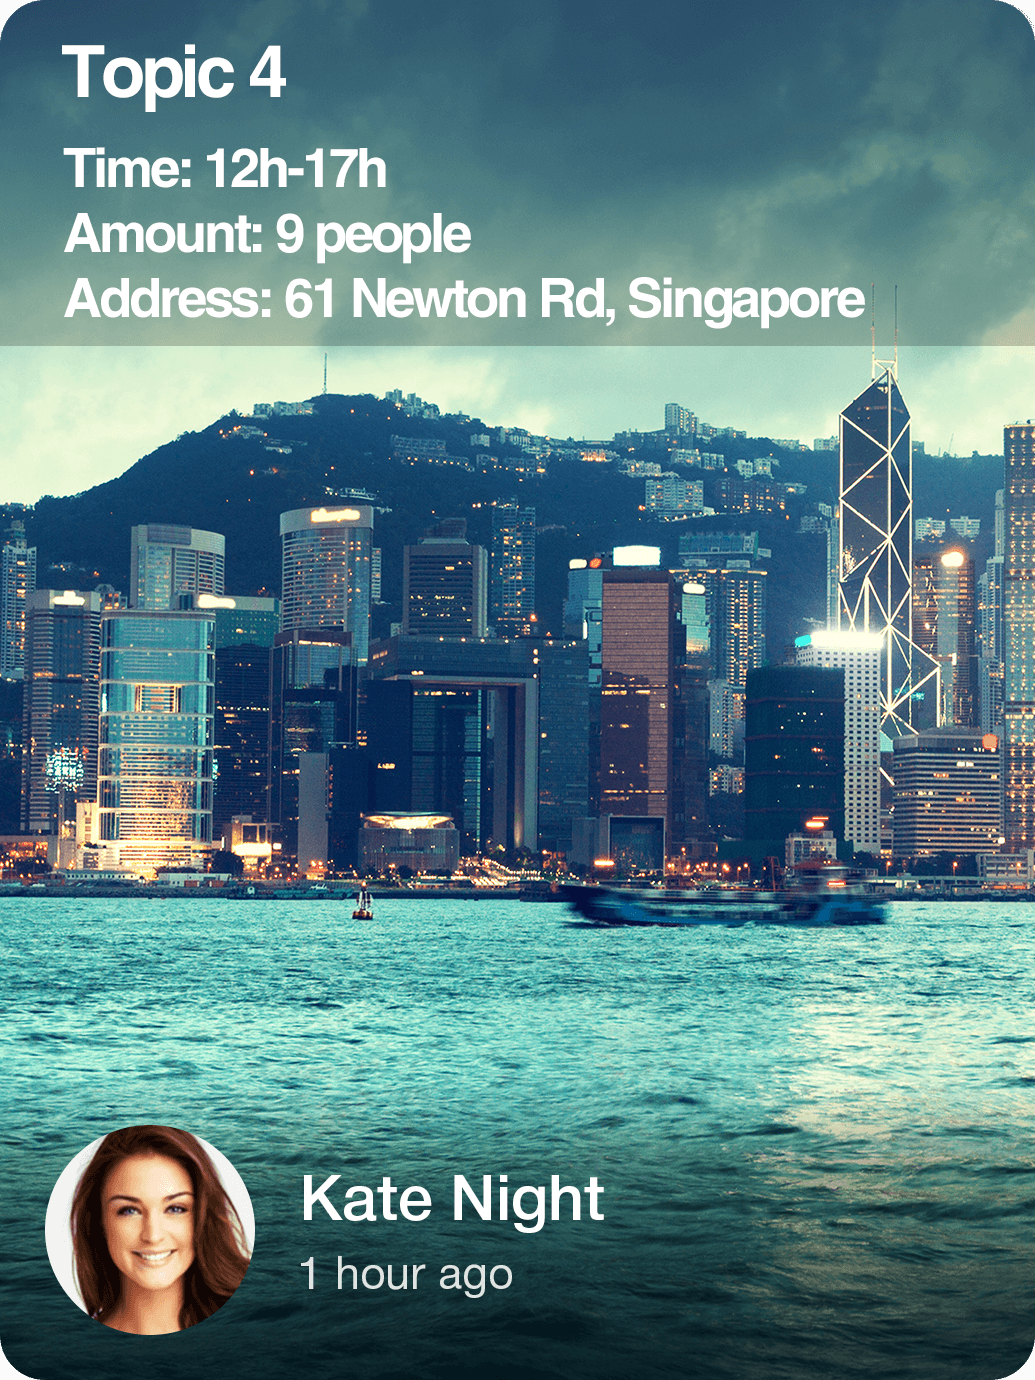 Topic 4
Time: 12h-17h
Amount: 9 people
Address: 61 Newton Rd, Singapore
Kate Night
1 hour ago